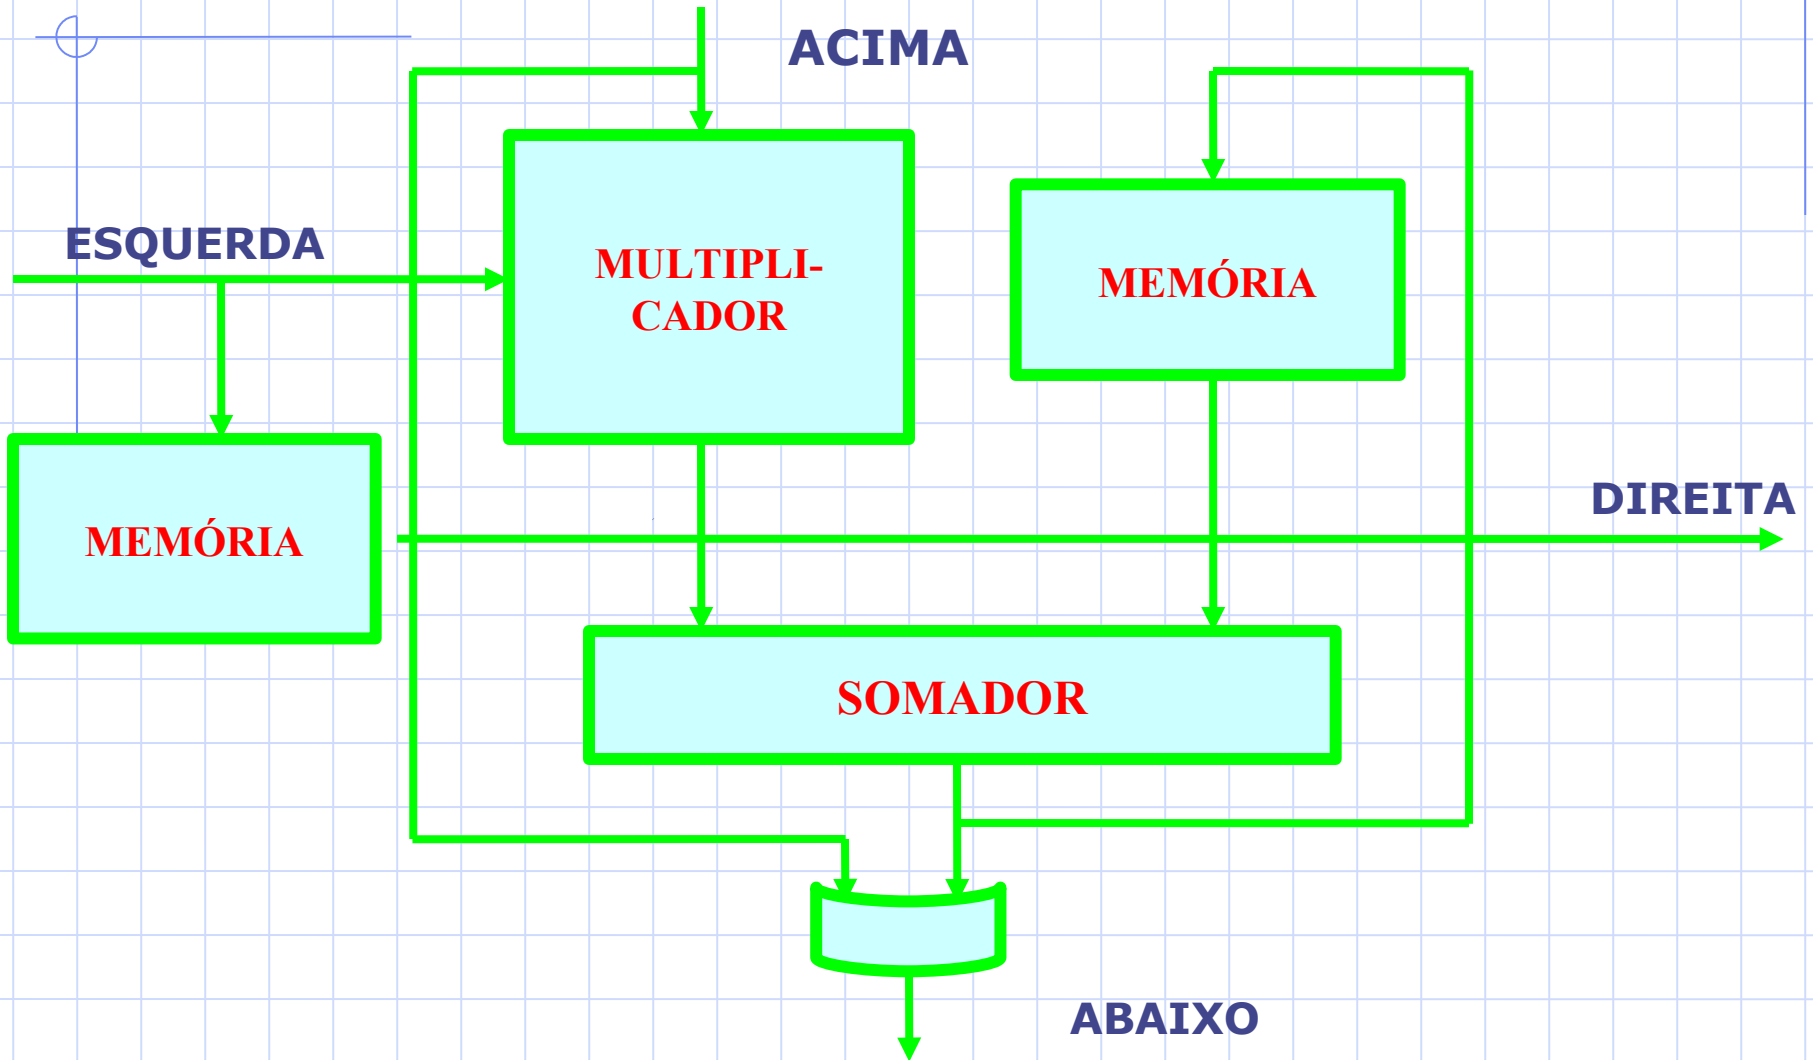 ACIMA
ESQUERDA
MULTIPLI-
CADOR
MEMÓRIA
DIREITA
MEMÓRIA
SOMADOR
ABAIXO